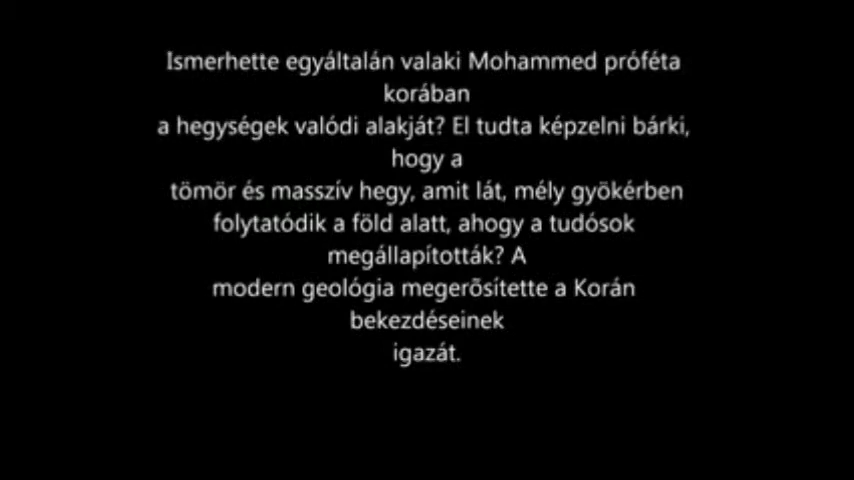 Ismerhette egyáltalán valaki Mohammed próféta
korában
a hegységek valódi alakját? El tudta képzelni bárki,
hogy a
tömör és masszív hegy, amit lát, mély gyökérben
folytatódik a föld alatt, ahogy a tudósok
megállapították? A
modern geológia megerõsítette a Korán
bekezdéseinek
igazát.